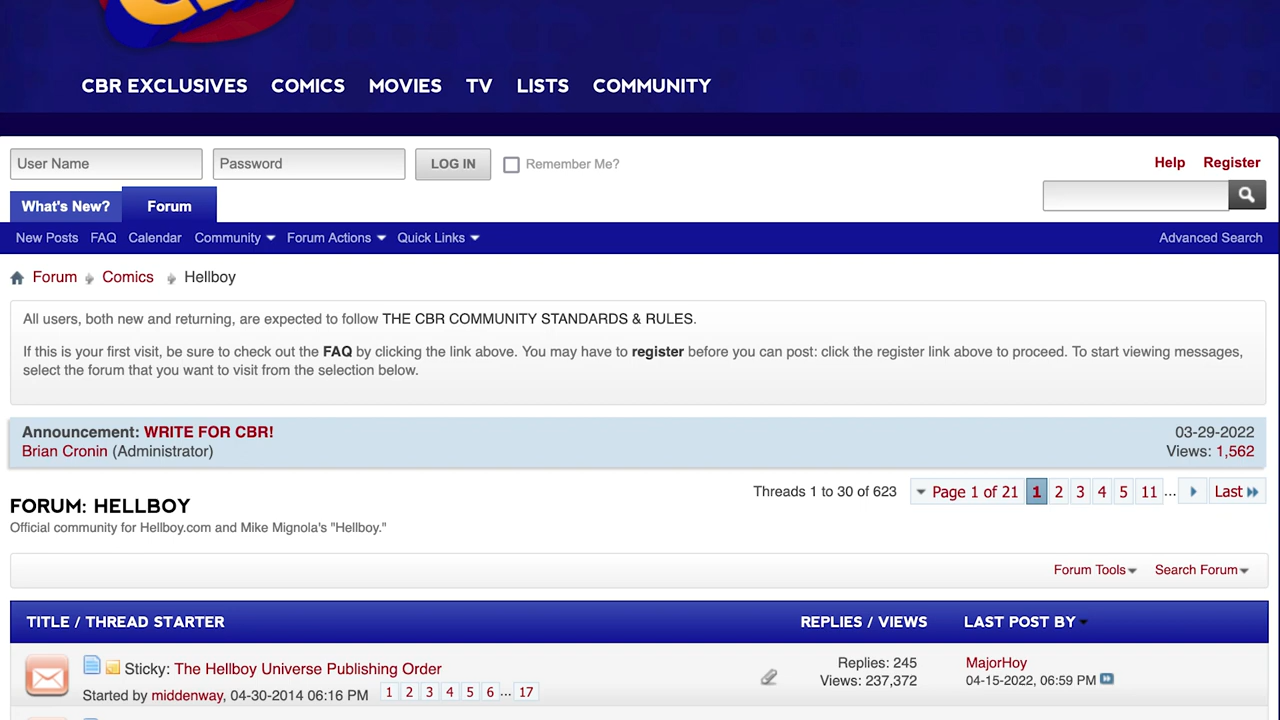 CBR EXCLUSIVES COMICS MOVIES TV LISTS COMMUNITY
User Name Password LOG IN Remember Me? Help Register
What's New? Forum
New Posts FAQ Calendar Community Forum Actions Quick Links Advanced Search
Forum Comics Hellboy
All users, both new and returning, are expected to follow THE CBR COMMUNITY STANDARDS & RULES.
If this is your first visit, be sure to check out the FAQ by clicking the link above. You may have to register before you can post: click the register link above to proceed. To start viewing messages,
select the forum that you want to visit from the selection below.
Announcement: WRITE FOR CBR! 03-29-2022
Brian Cronin (Administrator) Views: 1,562
Threads 1 to 30 of 623 Page 1 of 21 1 2 3 4 5 11 ... Last
FORUM: HELLBOY
Official community for Hellboy.com and Mike Mignola's "Hellboy."
Forum Tools Search Forum
TITLE / THREAD STARTER REPLIES / VIEWS LAST POST BY
Sticky: The Hellboy Universe Publishing Order Replies: 245 MajorHoy
Started by middenway, 04-30-2014 06:16 PM 1 2 3 4 5 6 ... 17 Views: 237,372 04-15-2022, 06:59 PM